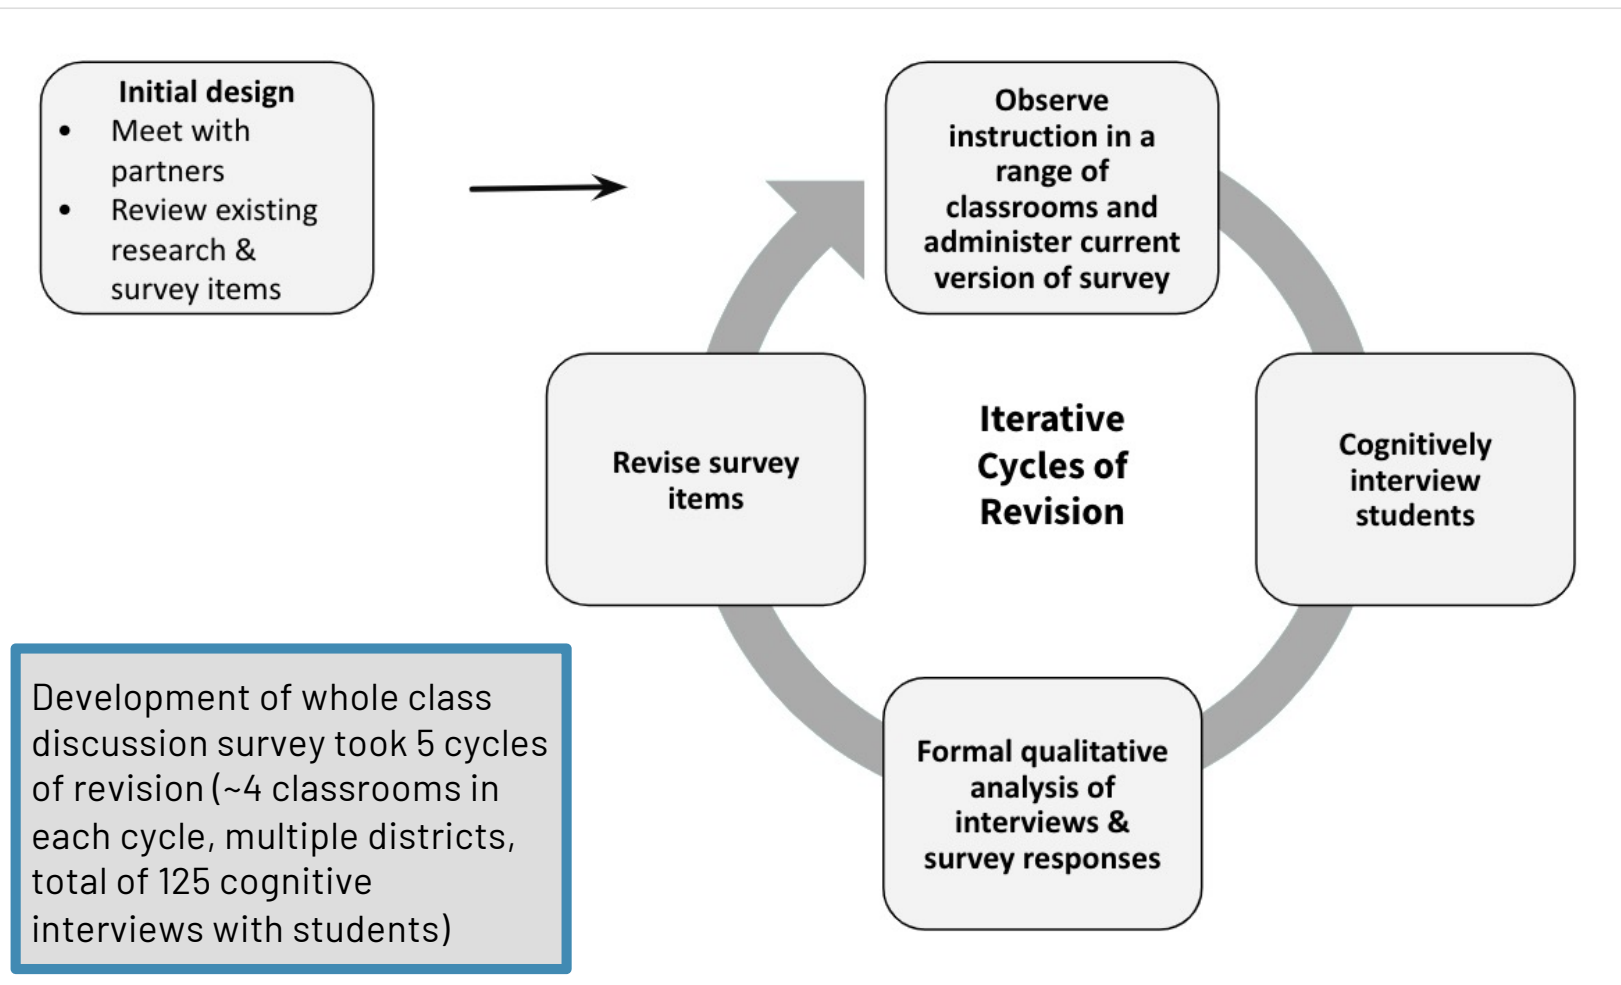 Initial design
• Meet with
partners
• Review existing
research &
survey items
Observe
instruction in a
range of
classrooms and
administer current
version of survey
Cognitively
interview
students
Formal qualitative
analysis of
interviews &
survey responses
Revise survey
items
Iterative
Cycles of
Revision
Development of whole class
discussion survey took 5 cycles
of revision (~4 classrooms in
each cycle, multiple districts,
total of 125 cognitive
interviews with students)